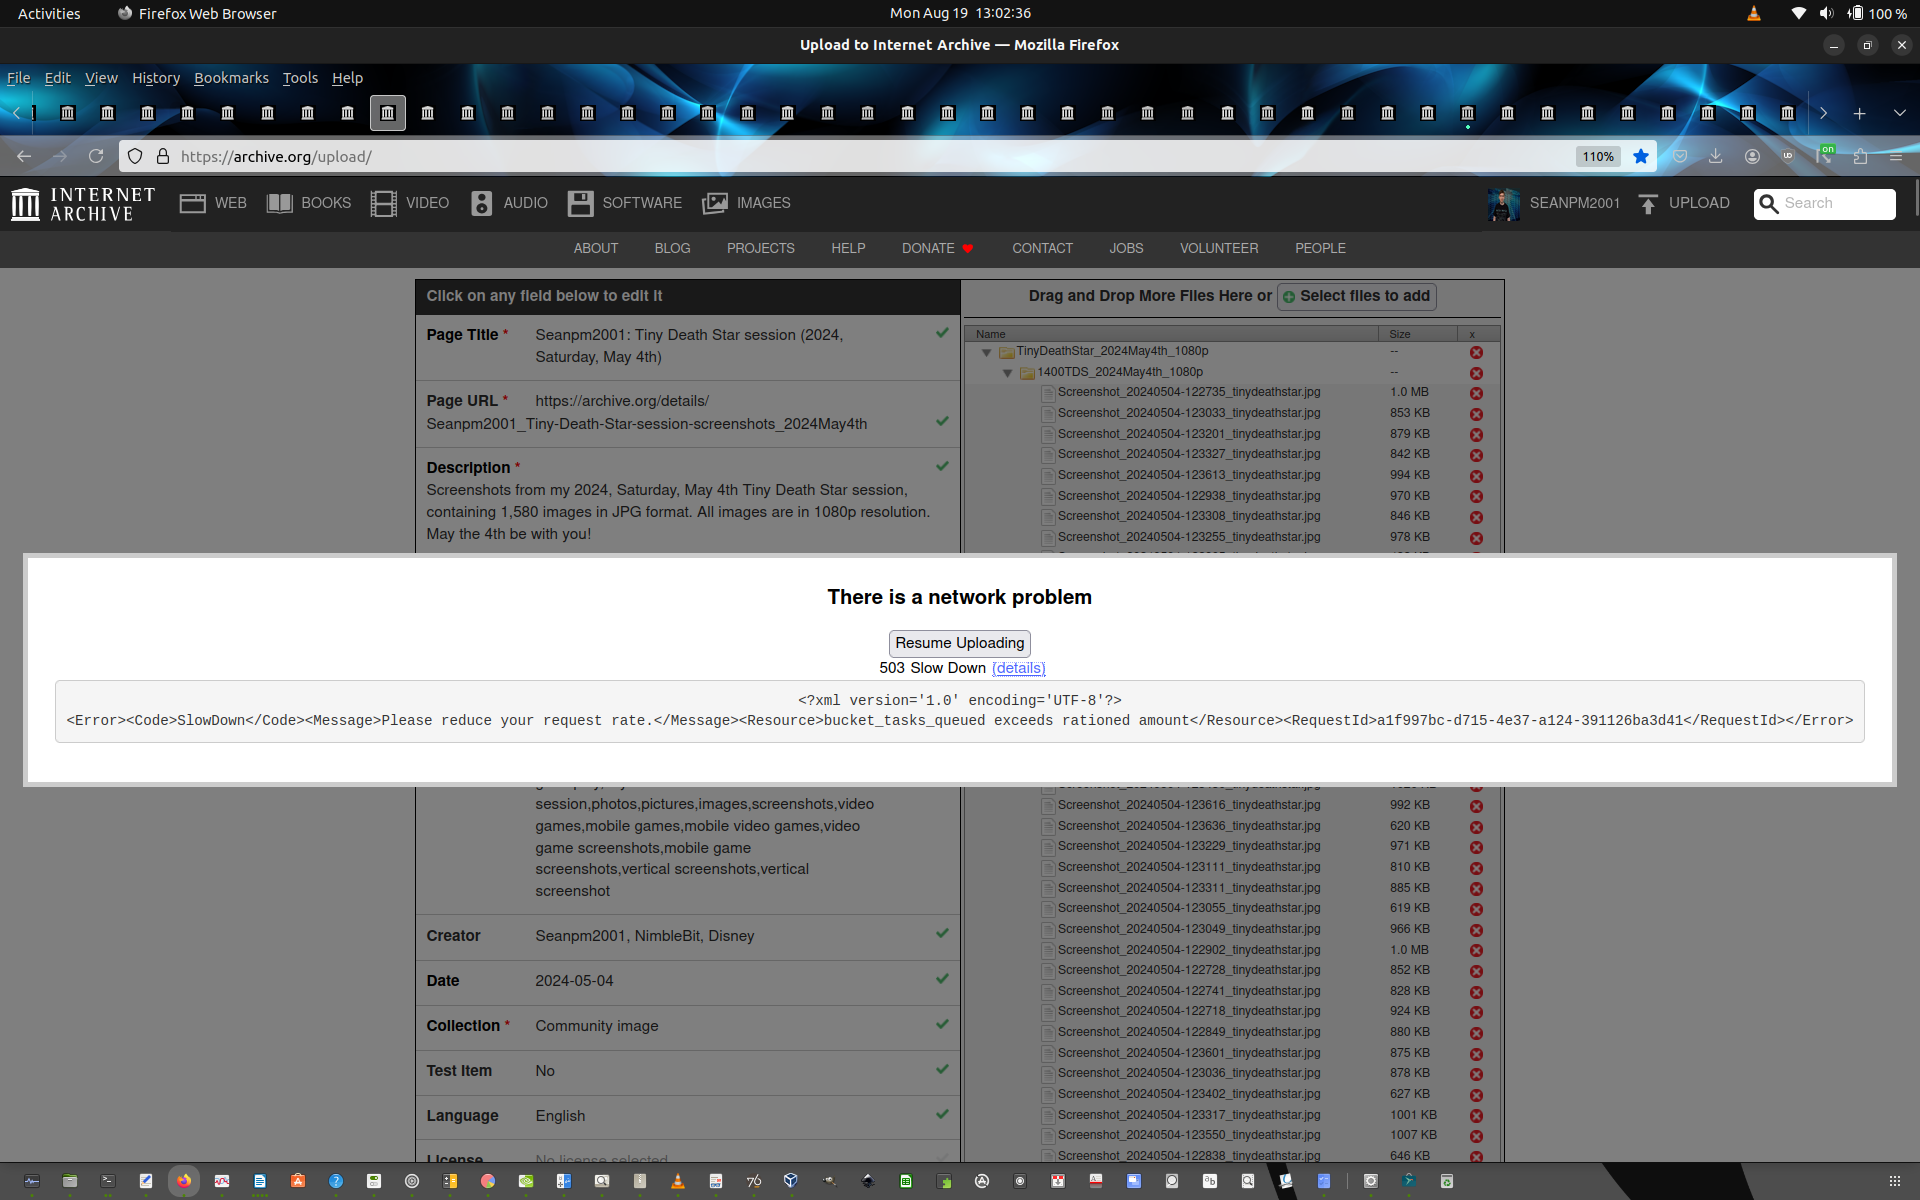 Activities
Firefox Web Browser
Mon Aug 19 13:02:36
100 %
Upload to Internet Archive — Mozilla Firefox
File Edit View History Bookmarks Tools Help
https://archive.org/upload/
110%
on
INTERNET ARCHIVE
WEB BOOKS VIDEO AUDIO SOFTWARE IMAGES
SEANPM2001 UPLOAD Search
ABOUT BLOG PROJECTS HELP DONATE CONTACT JOBS VOLUNTEER PEOPLE
Click on any field below to edit it
Page Title * Seanpm2001: Tiny Death Star session (2024,
Saturday, May 4th)
Page URL * https://archive.org/details/
Seanpm2001_Tiny-Death-Star-session-screenshots_2024May4th
Description *
Screenshots from my 2024, Saturday, May 4th Tiny Death Star session,
containing 1,580 images in JPG format. All images are in 1080p resolution.
May the 4th be with you!
Drag and Drop More Files Here or Select files to add
Name Size x
TinyDeathStar_2024May4th_1080p --
1400TDS_2024May4th_1080p --
Screenshot_20240504-122735_tinydeathstar.jpg 1.0 MB
Screenshot_20240504-123033_tinydeathstar.jpg 853 KB
Screenshot_20240504-123201_tinydeathstar.jpg 879 KB
Screenshot_20240504-123327_tinydeathstar.jpg 842 KB
Screenshot_20240504-123613_tinydeathstar.jpg 994 KB
Screenshot_20240504-122938_tinydeathstar.jpg 970 KB
Screenshot_20240504-123308_tinydeathstar.jpg 846 KB
Screenshot_20240504-123255_tinydeathstar.jpg 978 KB
There is a network problem
Resume Uploading
503 Slow Down (details)
<?xml version='1.0' encoding='UTF-8'?>
<Error><Code>SlowDown</Code><Message>Please reduce your request rate.</Message><Resource>bucket_tasks_queued exceeds rationed amount</Resource><RequestId>a1f997bc-d715-4e37-a124-391126ba3d41</RequestId></Error>
session,photos,pictures,images,screenshots,video
games,mobile games,mobile video games,video
game screenshots,mobile game
screenshots,vertical screenshots,vertical
screenshot
Creator Seanpm2001, NimbleBit, Disney
Date 2024-05-04
Collection * Community image
Test Item No
Language English
License No license selected
Screenshot_20240504-123616_tinydeathstar.jpg 992 KB
Screenshot_20240504-123636_tinydeathstar.jpg 620 KB
Screenshot_20240504-123229_tinydeathstar.jpg 971 KB
Screenshot_20240504-123111_tinydeathstar.jpg 810 KB
Screenshot_20240504-123311_tinydeathstar.jpg 885 KB
Screenshot_20240504-123055_tinydeathstar.jpg 619 KB
Screenshot_20240504-123049_tinydeathstar.jpg 966 KB
Screenshot_20240504-122902_tinydeathstar.jpg 1.0 MB
Screenshot_20240504-122728_tinydeathstar.jpg 852 KB
Screenshot_20240504-122741_tinydeathstar.jpg 828 KB
Screenshot_20240504-122718_tinydeathstar.jpg 924 KB
Screenshot_20240504-122849_tinydeathstar.jpg 880 KB
Screenshot_20240504-123601_tinydeathstar.jpg 875 KB
Screenshot_20240504-123036_tinydeathstar.jpg 878 KB
Screenshot_20240504-123402_tinydeathstar.jpg 627 KB
Screenshot_20240504-123317_tinydeathstar.jpg 1001 KB
Screenshot_20240504-123550_tinydeathstar.jpg 1007 KB
Screenshot_20240504-122838_tinydeathstar.jpg 646 KB